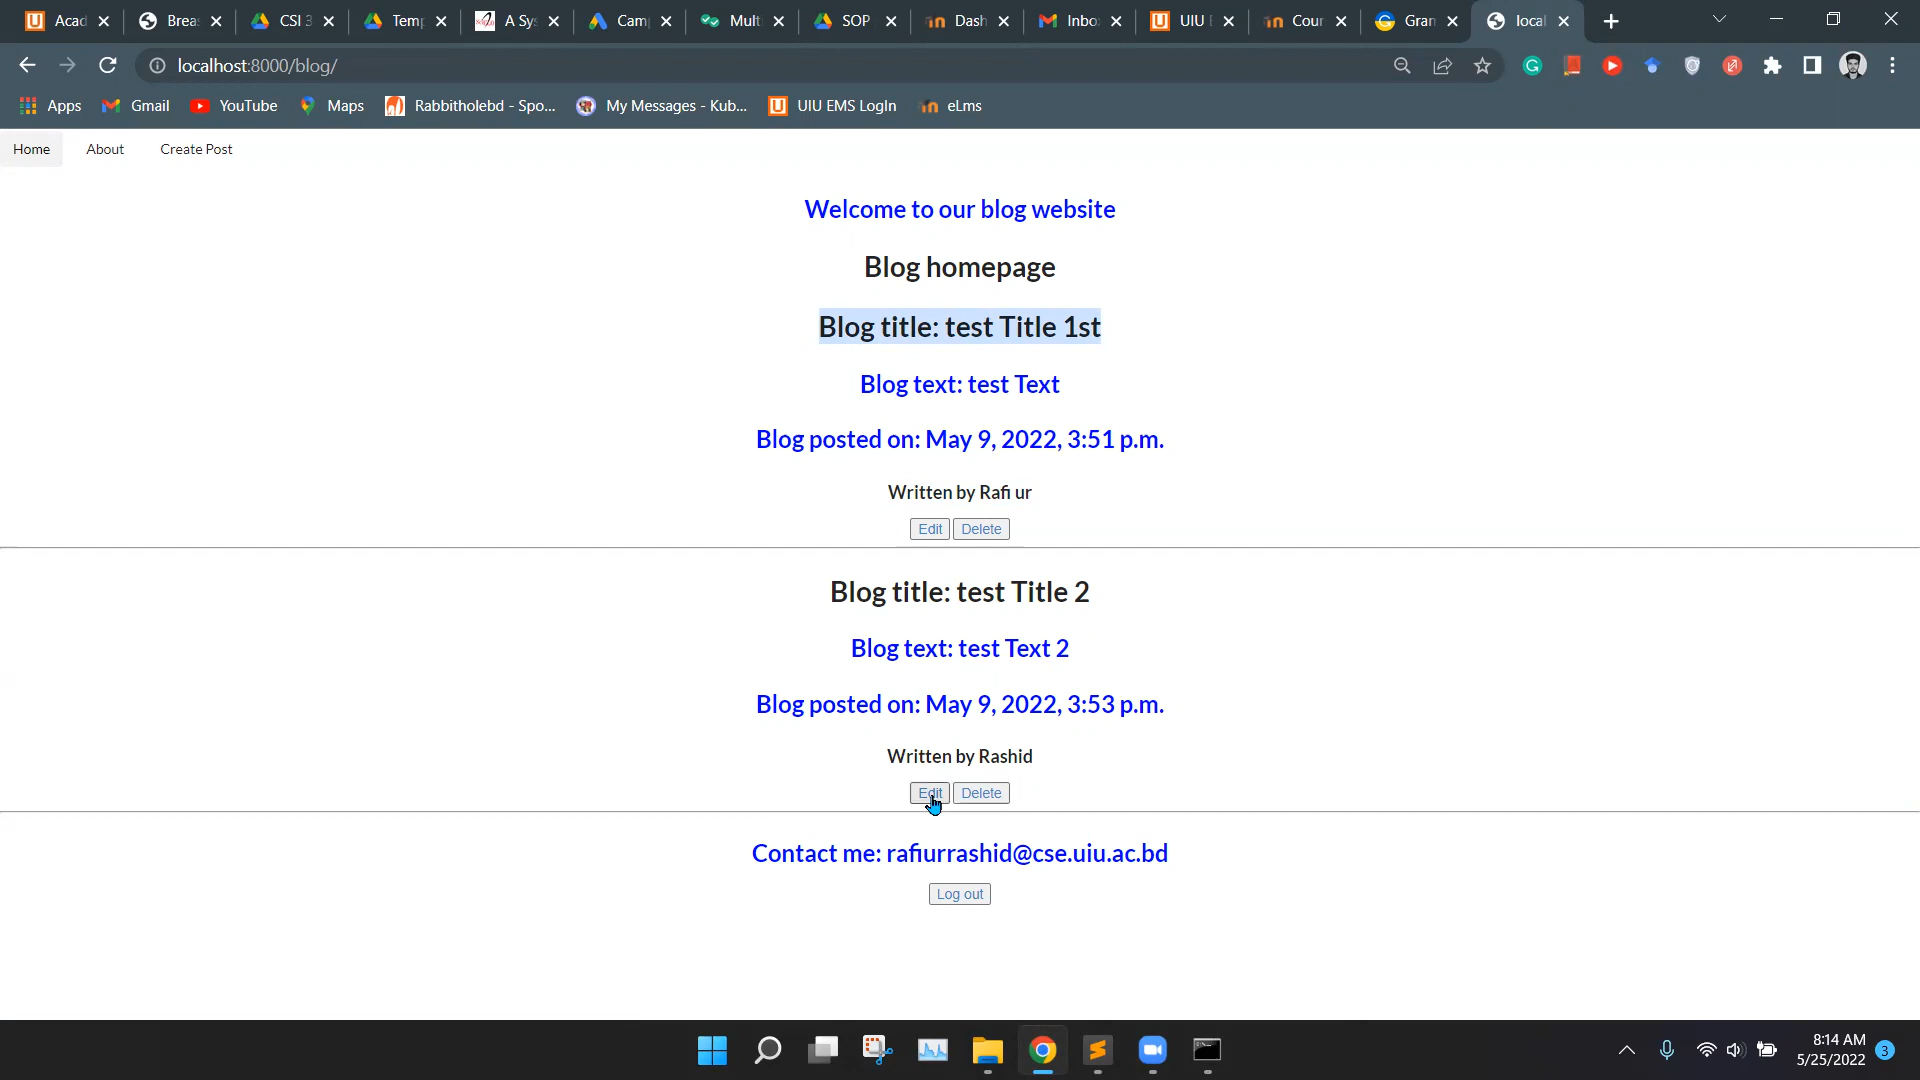 Acad
Brea
CSI 3
Temp
A Sy
Camp
Multi
SOP
Dash
Inbo
UIU E
Cour
Gram
local
localhost:8000/blog/
Apps
Gmail
YouTube
Maps
Rabbitholebd - Spo...
My Messages - Kub...
UIU EMS LogIn
eLms
Home
About
Create Post
Welcome to our blog website
Blog homepage
Blog title: test Title 1st
Blog text: test Text
Blog posted on: May 9, 2022, 3:51 p.m.
Written by Rafi ur
Edit Delete
Blog title: test Title 2
Blog text: test Text 2
Blog posted on: May 9, 2022, 3:53 p.m.
Written by Rashid
Edit Delete
Contact me: rafiurrashid@cse.uiu.ac.bd
Log out
8:14 AM
5/25/2022
3